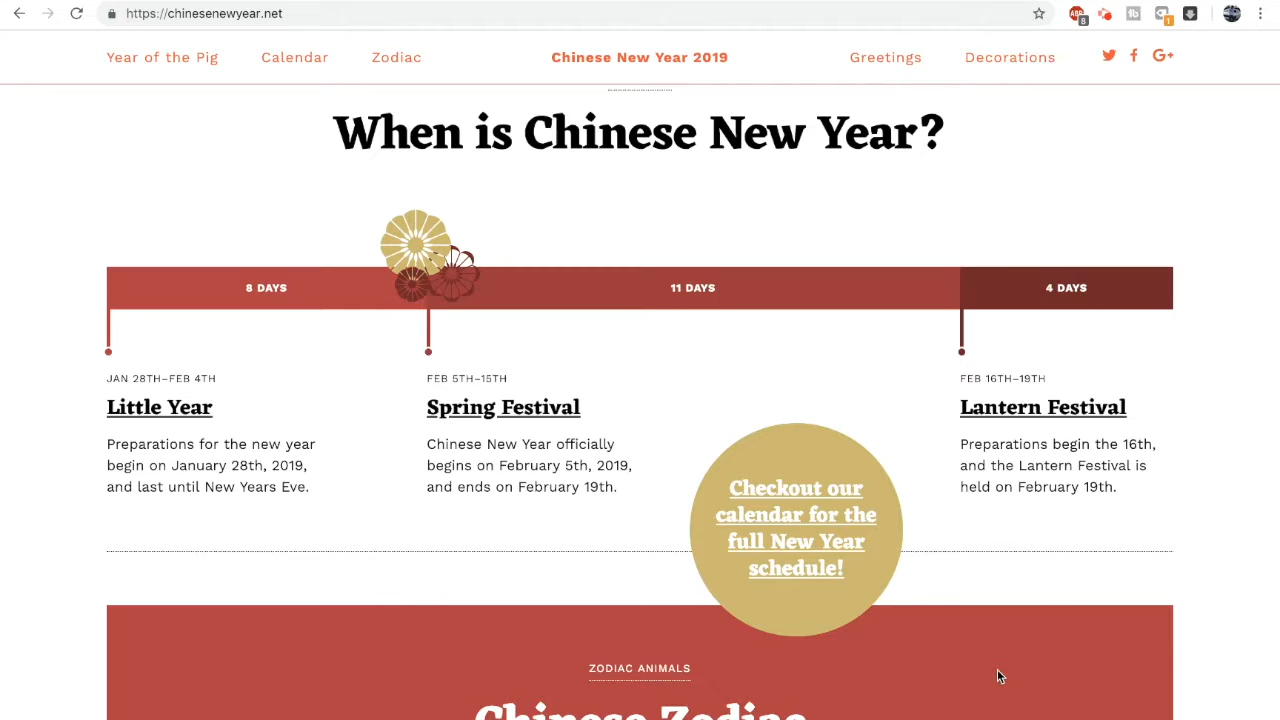 https://chinesenewyear.net
8
1
Year of the Pig
Calendar
Zodiac
Chinese New Year 2019
Greetings
Decorations
G+
When is Chinese New Year?
8 DAYS
11 DAYS
4 DAYS
JAN 28TH–FEB 4TH
Little Year
Preparations for the new year
begin on January 28th, 2019,
and last until New Years Eve.
FEB 5TH–15TH
Spring Festival
Chinese New Year officially
begins on February 5th, 2019,
and ends on February 19th.
FEB 16TH–19TH
Lantern Festival
Preparations begin the 16th,
and the Lantern Festival is
held on February 19th.
Checkout our
calendar for the
full New Year
schedule!
ZODIAC ANIMALS
Chinese Zodiac